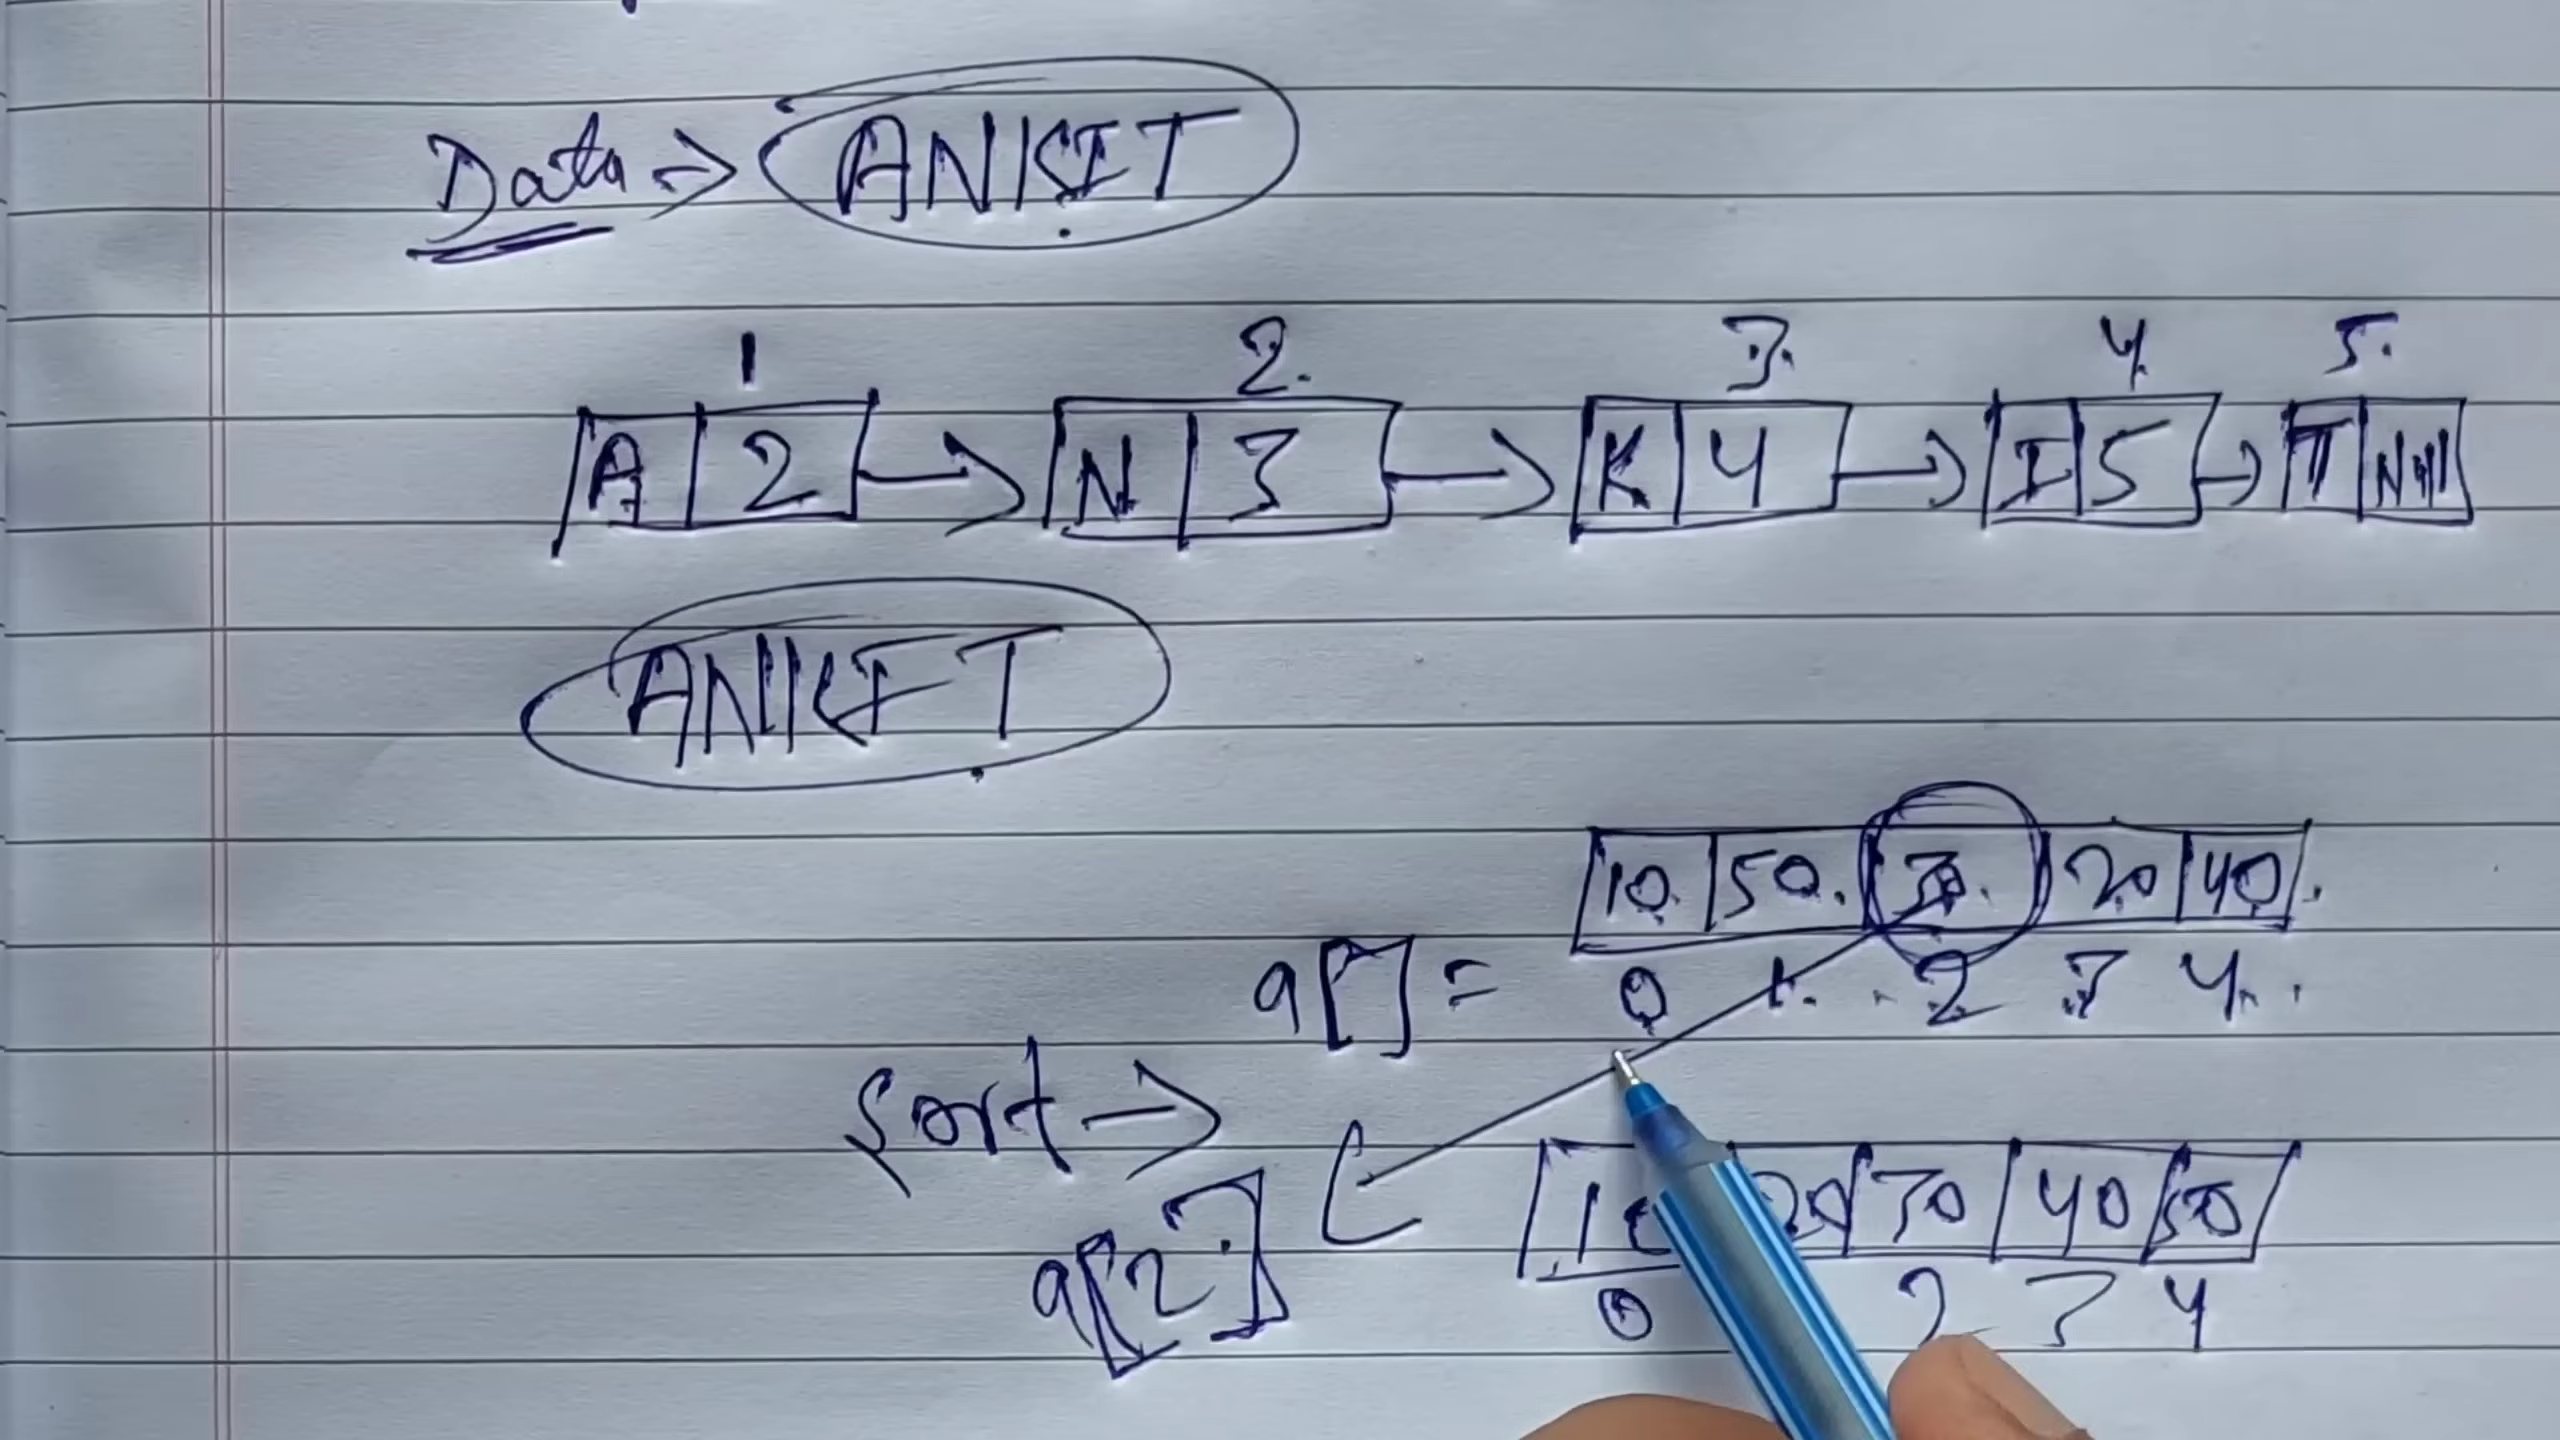 Data → ANKIT
1 2. 3. 4. 5.
A 2 → N 3 → K 4 → I 5 → T Null
ANKIT
10. 50. 30. 20 40.
a[] =
0 1. 2 3 4.
Sort →
10 20 30 40 50
a[2]
0 2 3 4